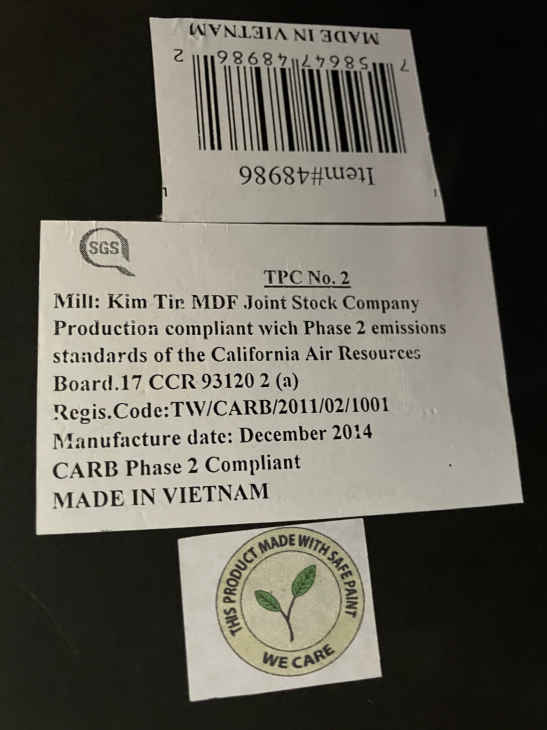 MADE IN VIETNAM
7 58647 48986 2
Item#48986
SGS
TPC No. 2
Mill: Kim Tin MDF Joint Stock Company
Production compliant wich Phase 2 emissions
standards of the California Air Resources
Board.17 CCR 93120 2 (a)
Regis.Code:TW/CARB/2011/02/1001
Manufacture date: December 2014
CARB Phase 2 Compliant
MADE IN VIETNAM
THIS PRODUCT MADE WITH SAFE PAINT
WE CARE